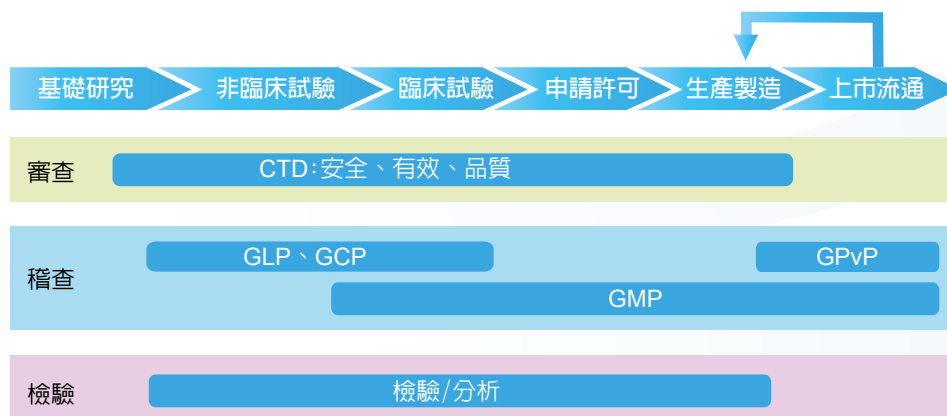 基礎研究 非臨床試驗 臨床試驗 申請許可 生產製造 上市流通
審查 CTD:安全、有效、品質
稽查 GLP、GCP GPvP
GMP
檢驗 檢驗/分析